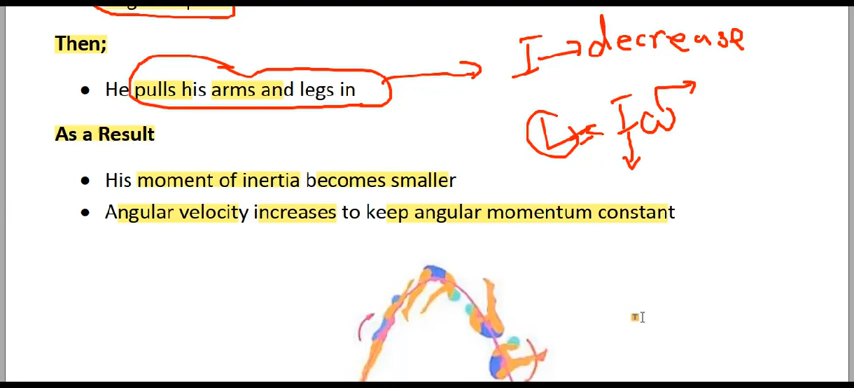 Then;
I → decrease
• He pulls his arms and legs in
L = I ω
As a Result
• His moment of inertia becomes smaller
• Angular velocity increases to keep angular momentum constant